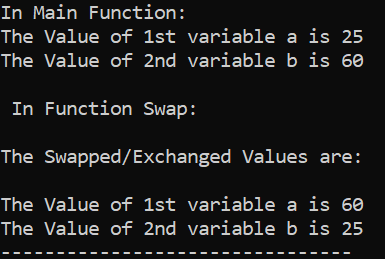 In Main Function:
The Value of 1st variable a is 25
The Value of 2nd variable b is 60
In Function Swap:
The Swapped/Exchanged Values are:
The Value of 1st variable a is 60
The Value of 2nd variable b is 25
--------------------------------